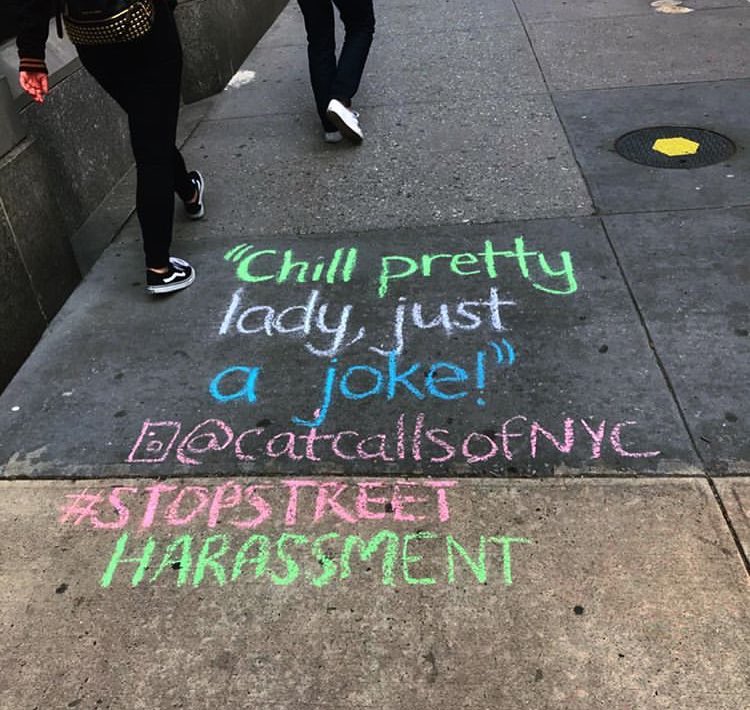 "Chill pretty
lady, just
a joke!"
@catcallsofNYC
#STOPSTREET
HARASSMENT